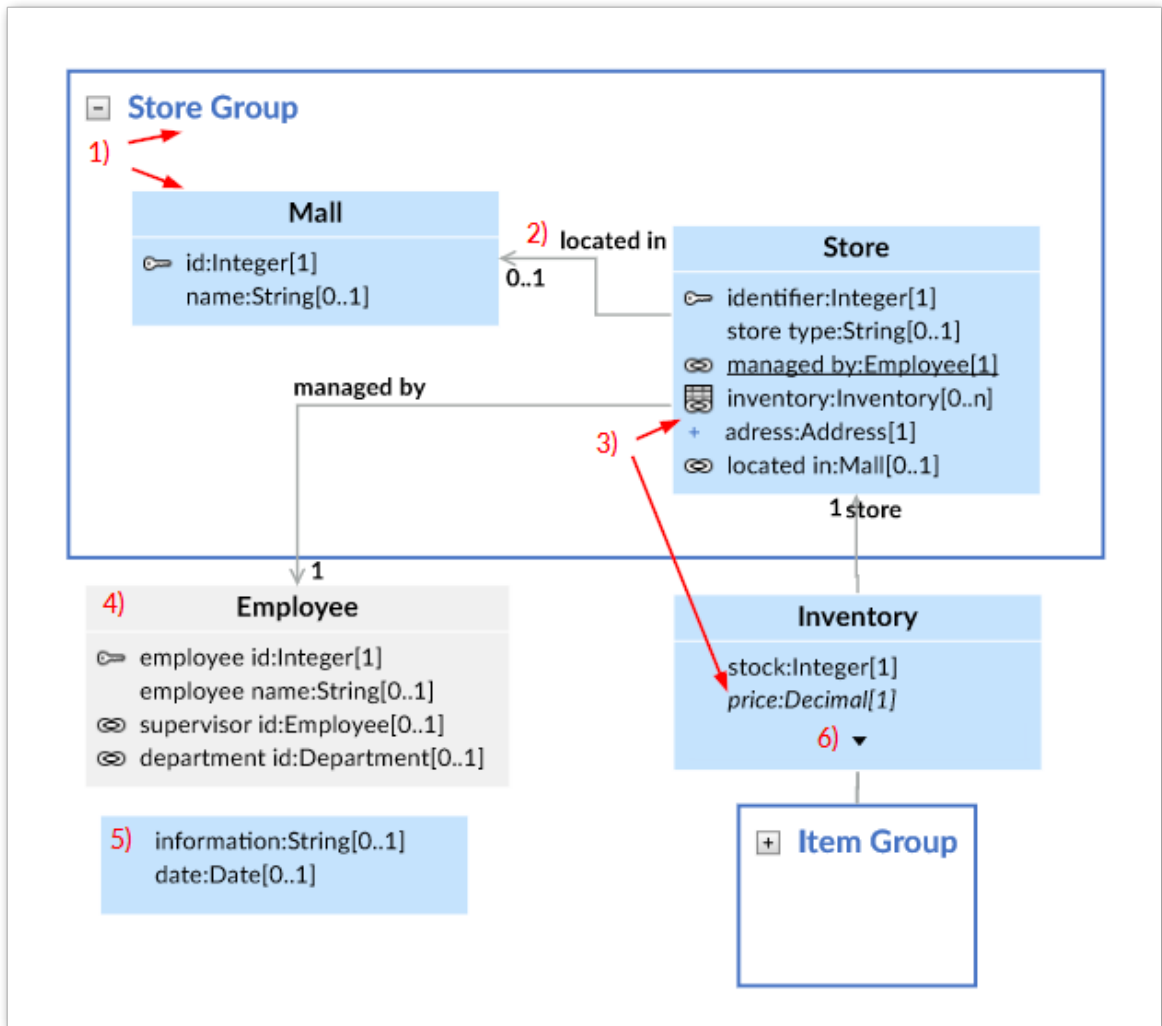 Store Group
1)
Mall
id:Integer[1]
name:String[0..1]
2) located in
0..1
Store
identifier:Integer[1]
store type:String[0..1]
managed by:Employee[1]
inventory:Inventory[0..n]
+ adress:Address[1]
located in:Mall[0..1]
managed by
3)
1 store
1
4) Employee
employee id:Integer[1]
employee name:String[0..1]
supervisor id:Employee[0..1]
department id:Department[0..1]
Inventory
stock:Integer[1]
price:Decimal[1]
6)
5) information:String[0..1]
date:Date[0..1]
Item Group